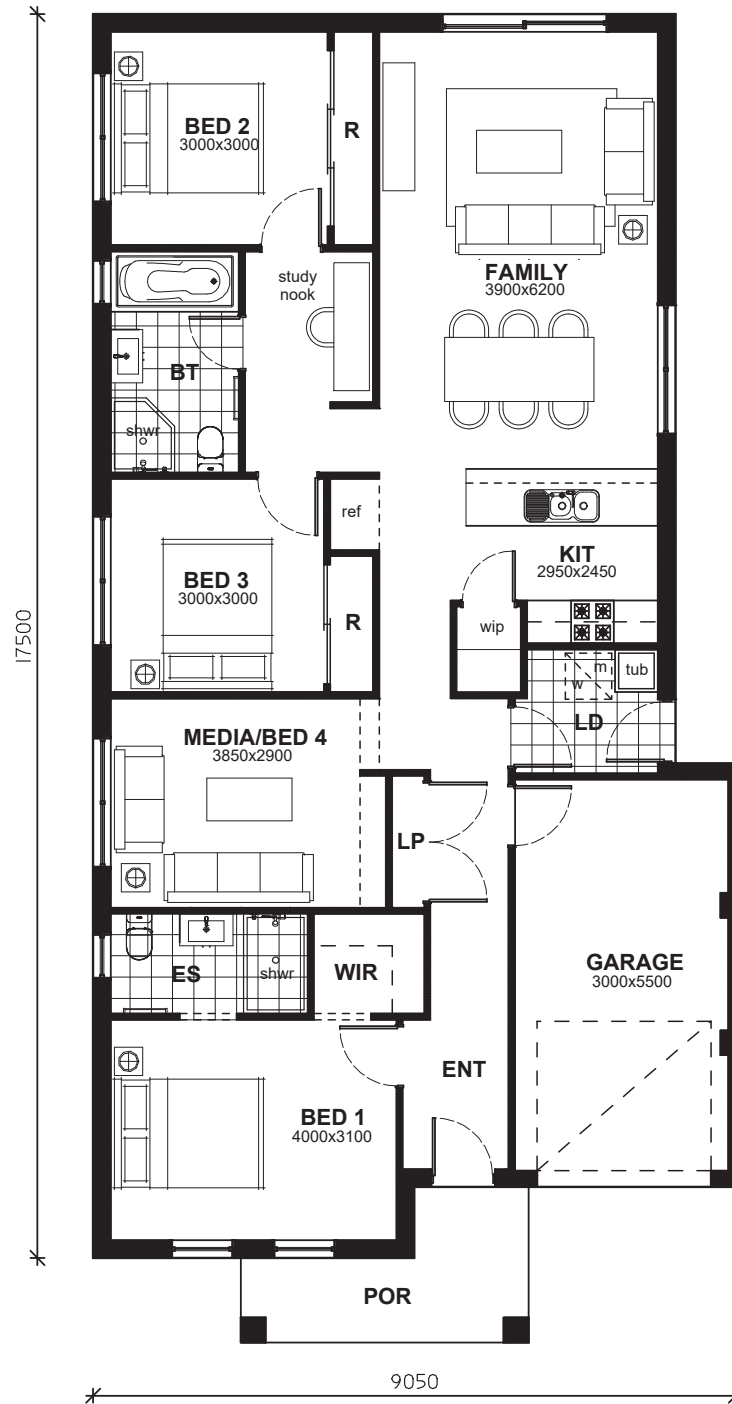 BED 2
3000x3000
R
FAMILY
3900x6200
study
nook
BT
shwr
ref
KIT
2950x2450
BED 3
3000x3000
R
wip
w
m
tub
LD
17500
MEDIA/BED 4
3850x2900
LP
ES
shwr
WIR
GARAGE
3000x5500
ENT
BED 1
4000x3100
POR
9050